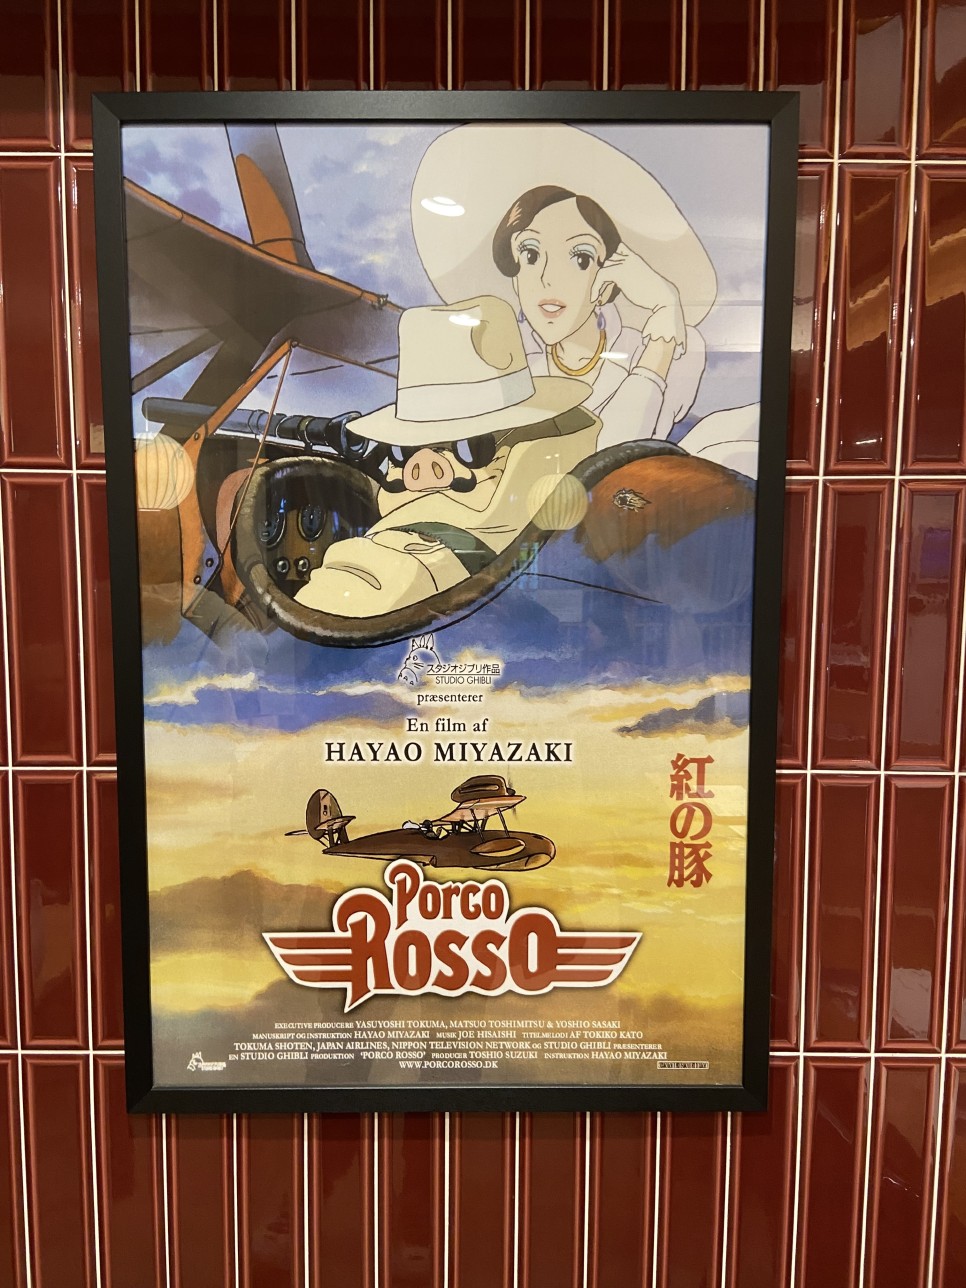 スタジオジブリ作品
STUDIO GHIBLI
præsenterer
En film af
HAYAO MIYAZAKI
紅の豚
PORCO
ROSSO
EXECUTIVE PRODUCERE YASUYOSHI TOKUMA, MATSUO TOSHIMITSU & YOSHIO SASAKI
MANUSKRIPT OG INSTRUKTION HAYAO MIYAZAKI MUSIK JOE HISAISHI TITELMELODI AF TOKIKO KATO
TOKUMA SHOTEN, JAPAN AIRLINES, NIPPON TELEVISION NETWORK OG STUDIO GHIBLI PRÆSENTERER
EN STUDIO GHIBLI PRODUKTION 'PORCO ROSSO' PRODUCER TOSHIO SUZUKI INSTRUKTION HAYAO MIYAZAKI
WWW.PORCOROSSO.DK